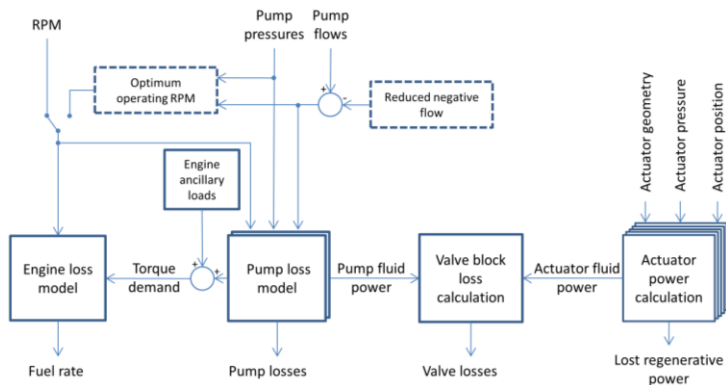 RPM
Pump
pressures
Pump
flows
Optimum
operating RPM
+
-
Reduced negative
flow
Actuator geometry
Actuator pressure
Actuator position
Engine
ancillary
loads
Engine loss
model
Torque
demand
+
+
Pump loss
model
Pump fluid
power
Valve block
loss
calculation
Actuator fluid
power
Actuator
power
calculation
Fuel rate
Pump losses
Valve losses
Lost regenerative
power